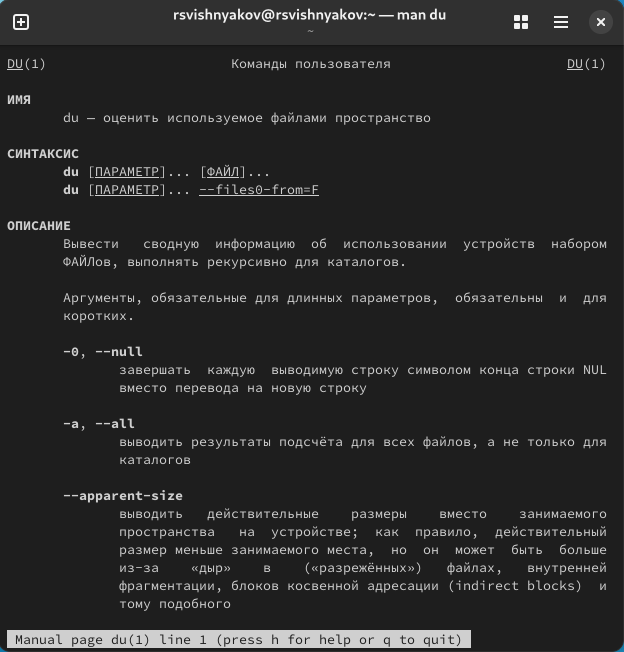 rsvishnyakov@rsvishnyakov:~ — man du
~
DU(1) Команды пользователя DU(1)
ИМЯ
du — оценить используемое файлами пространство
СИНТАКСИС
du [ПАРАМЕТР]... [ФАЙЛ]...
du [ПАРАМЕТР]... --files0-from=F
ОПИСАНИЕ
Вывести сводную информацию об использовании устройств набором
ФАЙЛов, выполнять рекурсивно для каталогов.
Аргументы, обязательные для длинных параметров, обязательны и для
коротких.
-0, --null
завершать каждую выводимую строку символом конца строки NUL
вместо перевода на новую строку
-a, --all
выводить результаты подсчёта для всех файлов, а не только для
каталогов
--apparent-size
выводить действительные размеры вместо занимаемого
пространства на устройстве; как правило, действительный
размер меньше занимаемого места, но он может быть больше
из-за «дыр» в («разрежённых») файлах, внутренней
фрагментации, блоков косвенной адресации (indirect blocks) и
тому подобного
Manual page du(1) line 1 (press h for help or q to quit)